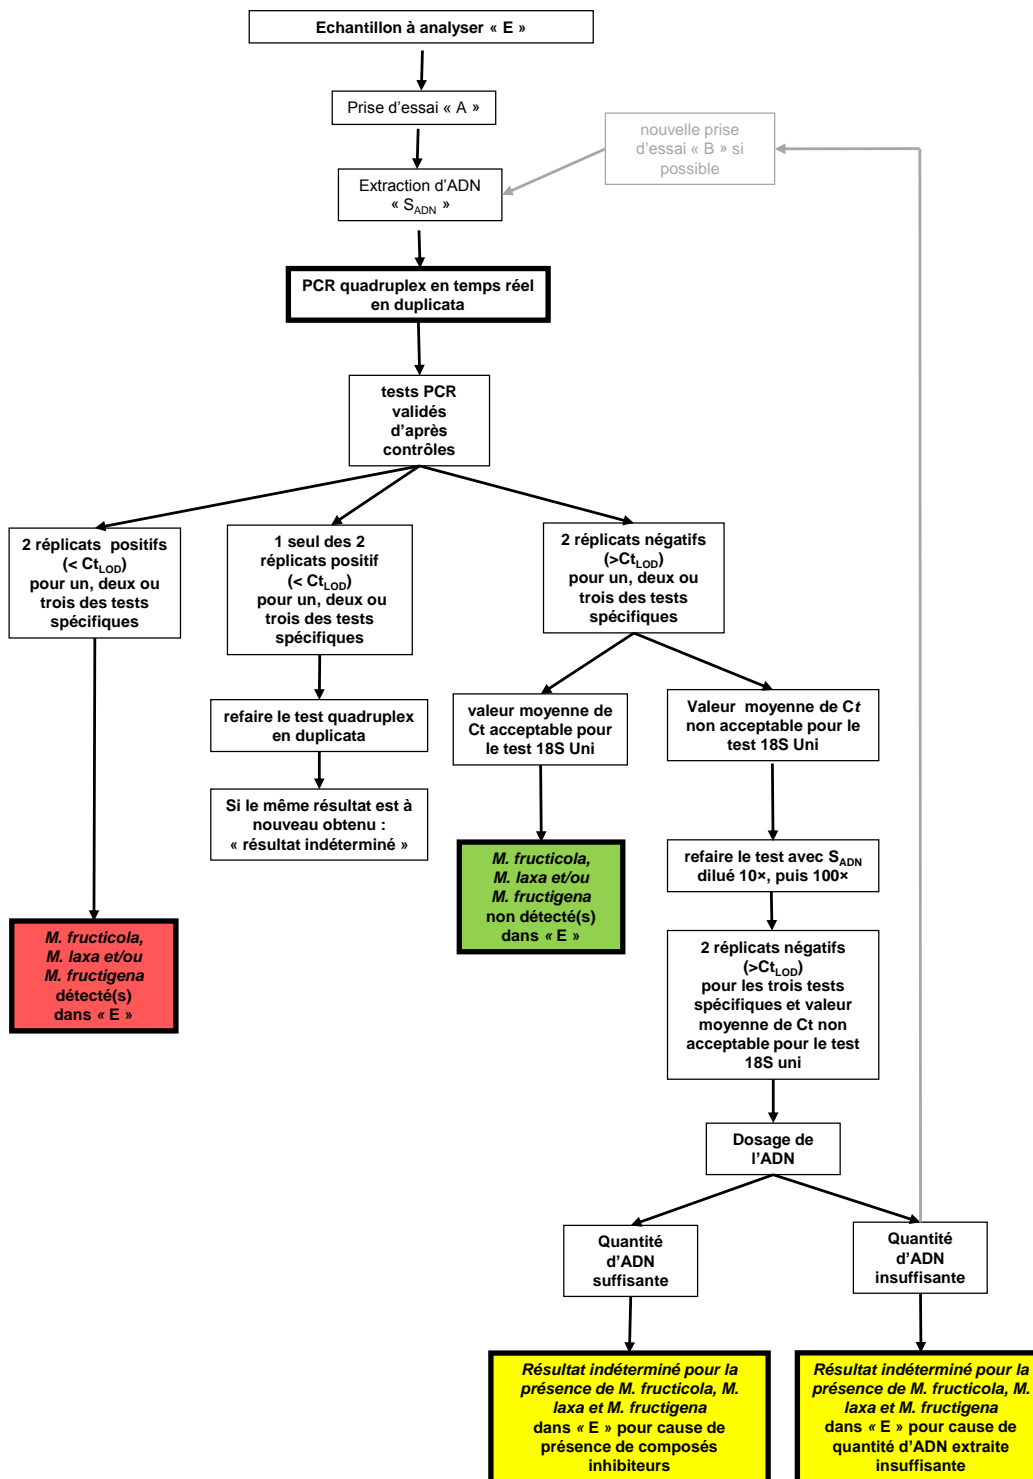 Echantillon à analyser « E »
Prise d'essai « A »
nouvelle prise
d'essai « B » si
possible
Extraction d'ADN
« SADN »
PCR quadruplex en temps réel
en duplicata
tests PCR
validés
d'après
contrôles
2 réplicats positifs
(< CtLOD)
pour un, deux ou
trois des tests
spécifiques
1 seul des 2
réplicats positif
(< CtLOD)
pour un, deux ou
trois des tests
spécifiques
2 réplicats négatifs
(>CtLOD)
pour un, deux ou
trois des tests
spécifiques
refaire le test quadruplex
en duplicata
valeur moyenne de
Ct acceptable pour
le test 18S Uni
Valeur moyenne de Ct
non acceptable pour le
test 18S Uni
Si le même résultat est à
nouveau obtenu :
« résultat indéterminé »
refaire le test avec SADN
dilué 10×, puis 100×
M. fructicola,
M. laxa et/ou
M. fructigena
non détecté(s)
dans « E »
M. fructicola,
M. laxa et/ou
M. fructigena
détecté(s)
dans « E »
2 réplicats négatifs
(>CtLOD)
pour les trois tests
spécifiques et valeur
moyenne de Ct non
acceptable pour le test
18S uni
Dosage de
l'ADN
Quantité
d'ADN
suffisante
Quantité
d'ADN
insuffisante
Résultat indéterminé pour la
présence de M. fructicola, M.
laxa et M. fructigena
dans « E » pour cause de
présence de composés
inhibiteurs
Résultat indéterminé pour la
présence de M. fructicola, M.
laxa et M. fructigena
dans « E » pour cause de
quantité d'ADN extraite
insuffisante